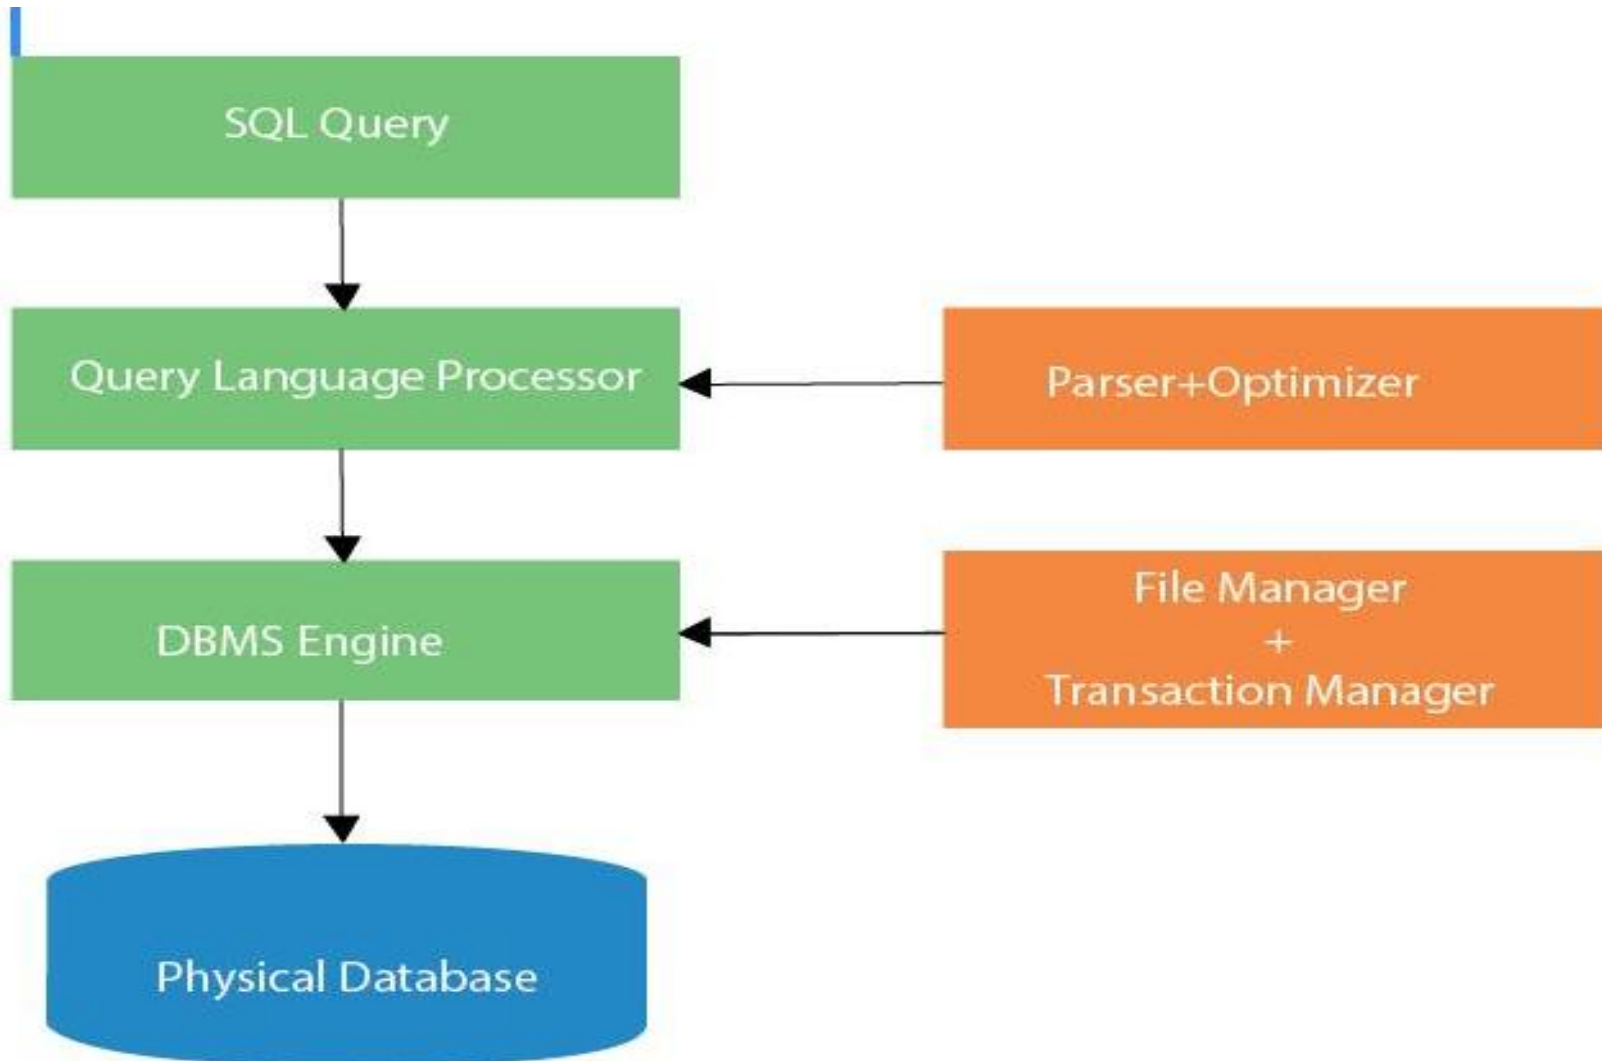 SQL Query
Query Language Processor
Parser+Optimizer
DBMS Engine
File Manager
+
Transaction Manager
Physical Database